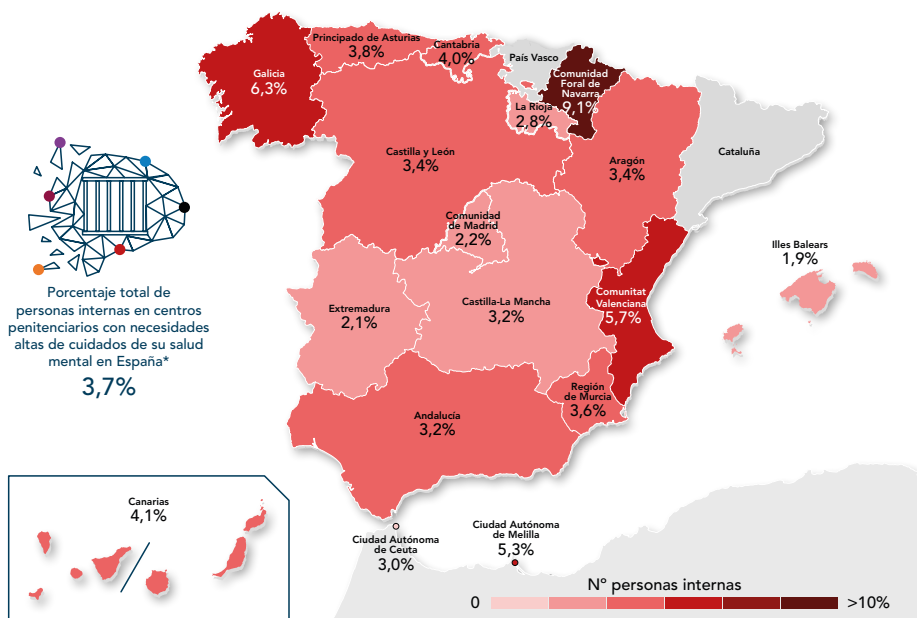 Principado de Asturias
3,8%
Cantabria
4,0%
País Vasco
Comunidad
Foral de
Navarra
9,1%
Galicia
6,3%
La Rioja
2,8%
Castilla y León
3,4%
Aragón
3,4%
Cataluña
Comunidad
de Madrid
2,2%
Illes Balears
1,9%
Porcentaje total de
personas internas en centros
penitenciarios con necesidades
altas de cuidados de su salud
mental en España*
3,7%
Extremadura
2,1%
Castilla-La Mancha
3,2%
Comunitat
Valenciana
5,7%
Región
de Murcia
3,6%
Andalucía
3,2%
Canarias
4,1%
Ciudad Autónoma
de Ceuta
3,0%
Ciudad Autónoma
de Melilla
5,3%
Nº personas internas
0
>10%